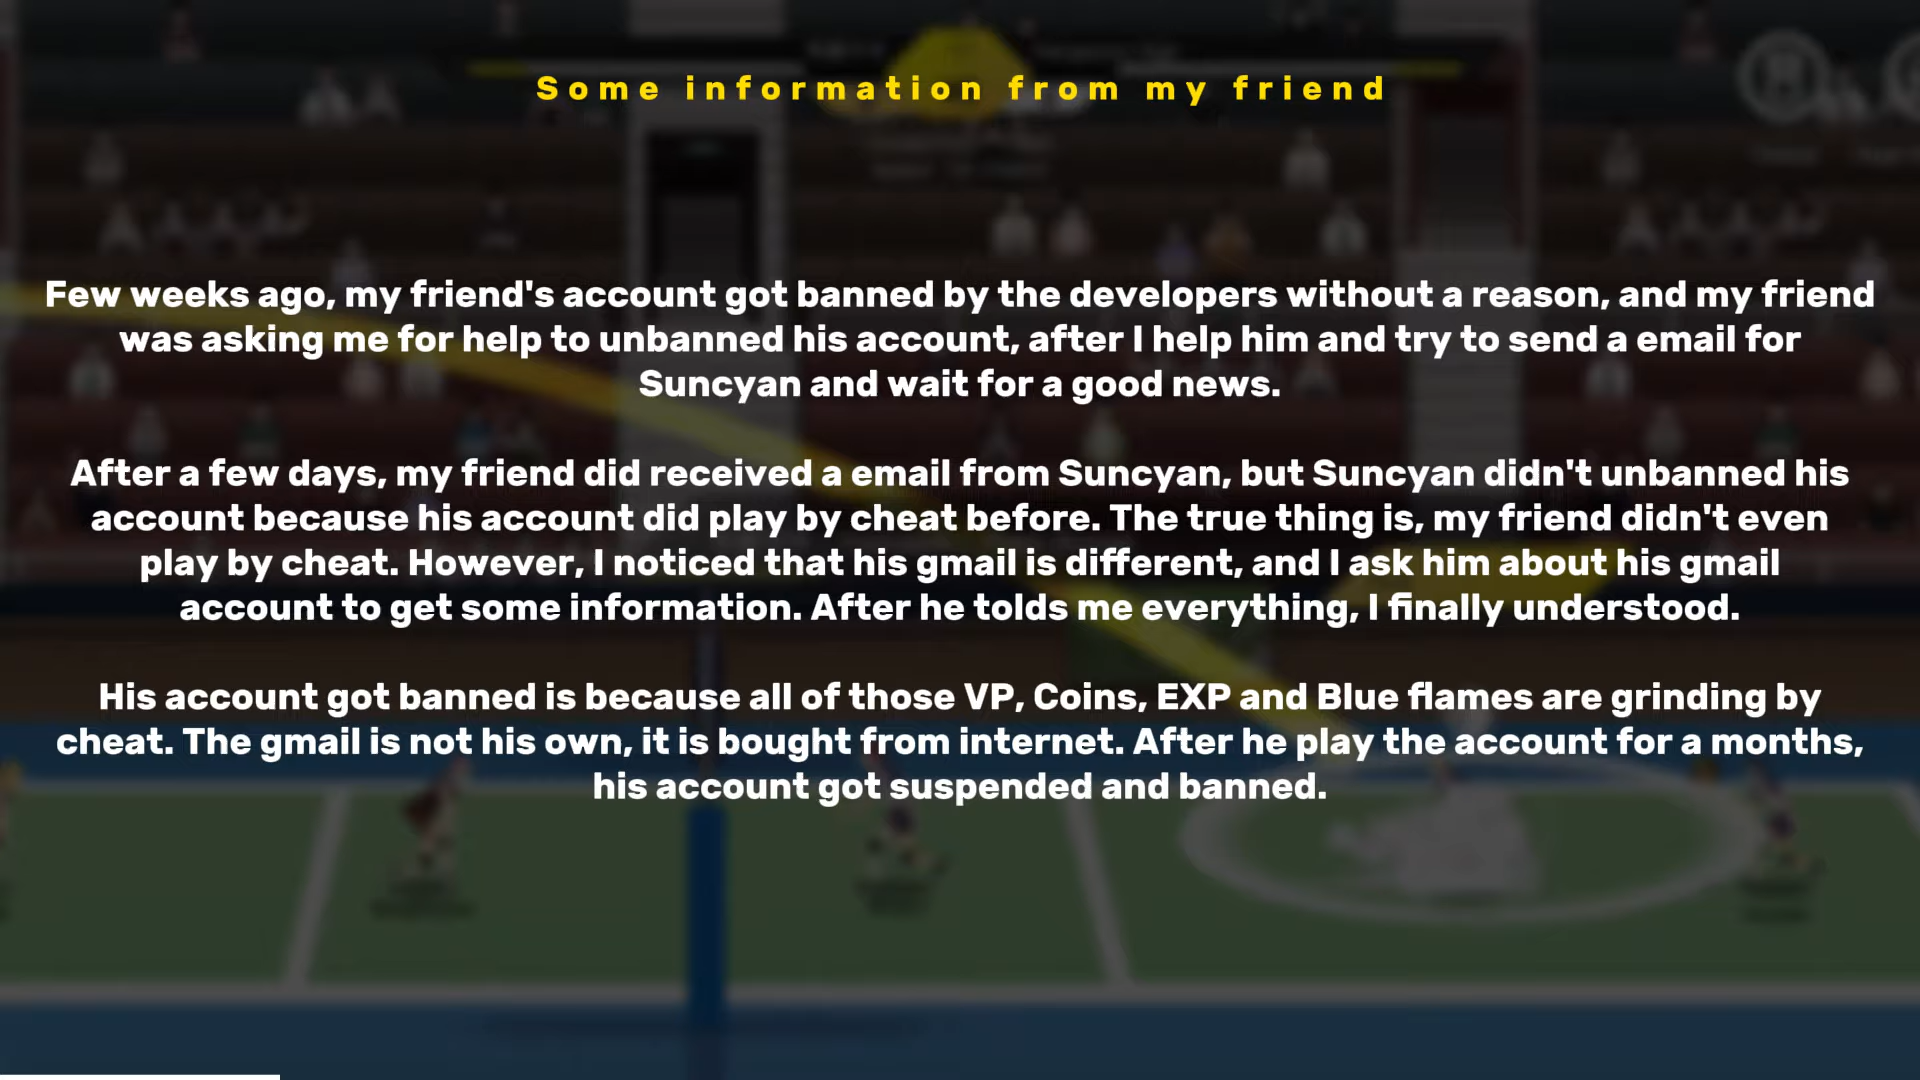 Some information from my friend
Few weeks ago, my friend's account got banned by the developers without a reason, and my friend
was asking me for help to unbanned his account, after I help him and try to send a email for
Suncyan and wait for a good news.
After a few days, my friend did received a email from Suncyan, but Suncyan didn't unbanned his
account because his account did play by cheat before. The true thing is, my friend didn't even
play by cheat. However, I noticed that his gmail is different, and I ask him about his gmail
account to get some information. After he tolds me everything, I finally understood.
His account got banned is because all of those VP, Coins, EXP and Blue flames are grinding by
cheat. The gmail is not his own, it is bought from internet. After he play the account for a months,
his account got suspended and banned.